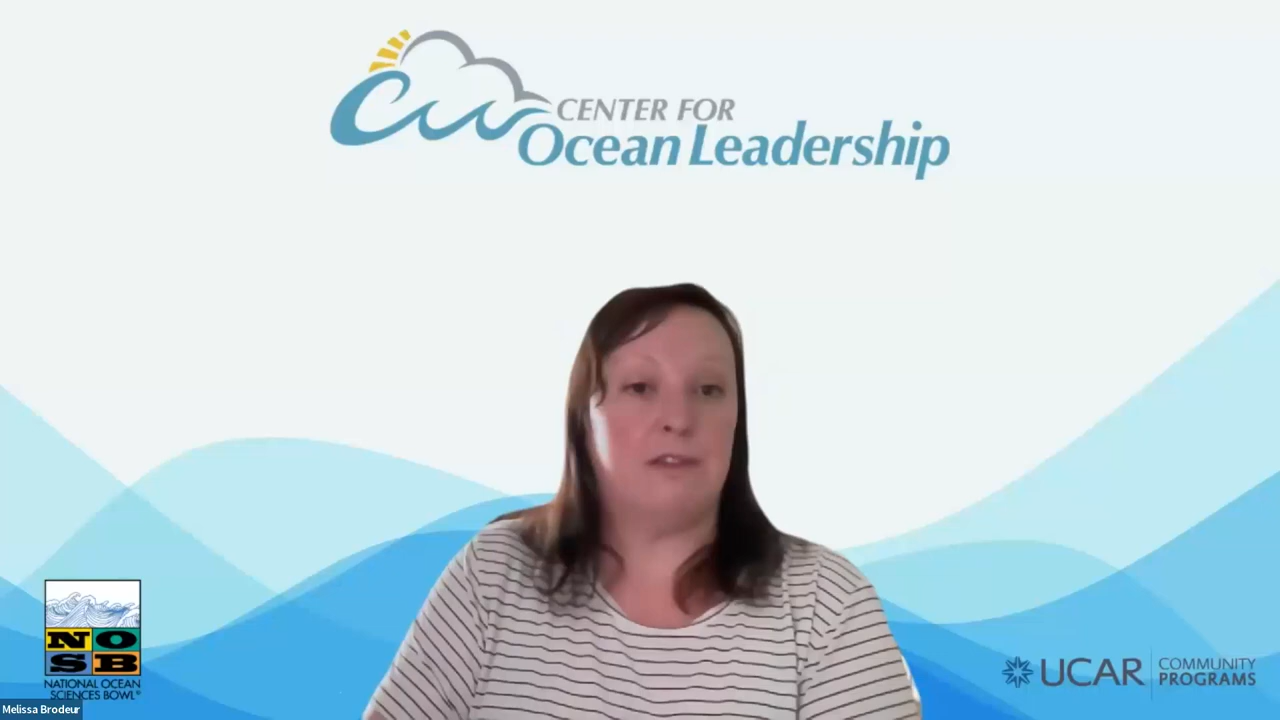 CENTER FOR
Ocean Leadership
NOSB
NATIONAL OCEAN
SCIENCES BOWL®
Melissa Brodeur
UCAR
COMMUNITY
PROGRAMS